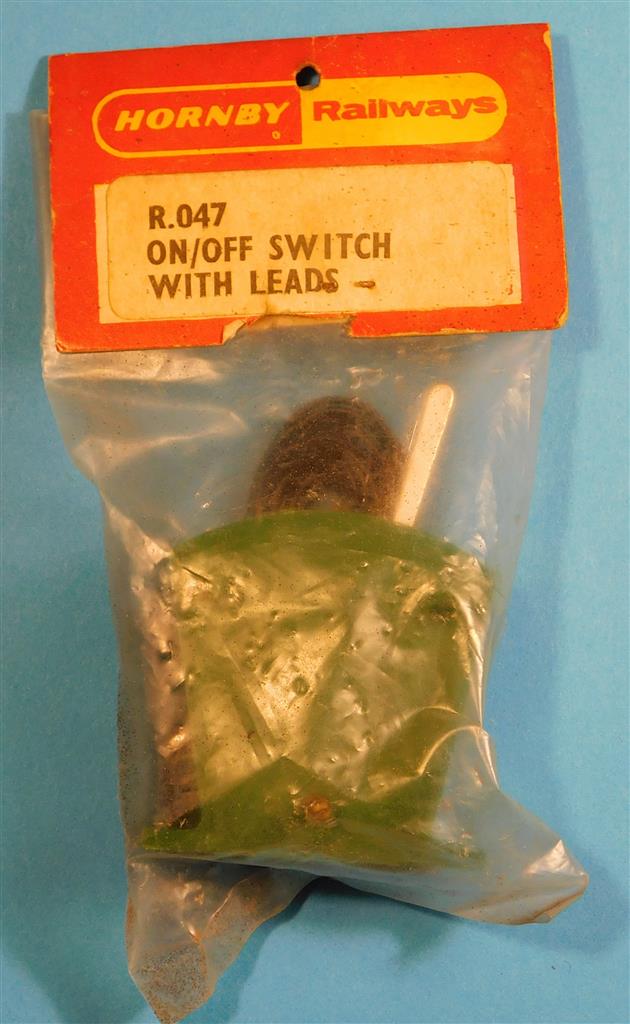 HORNBY Railways
R.047
ON/OFF SWITCH
WITH LEADS